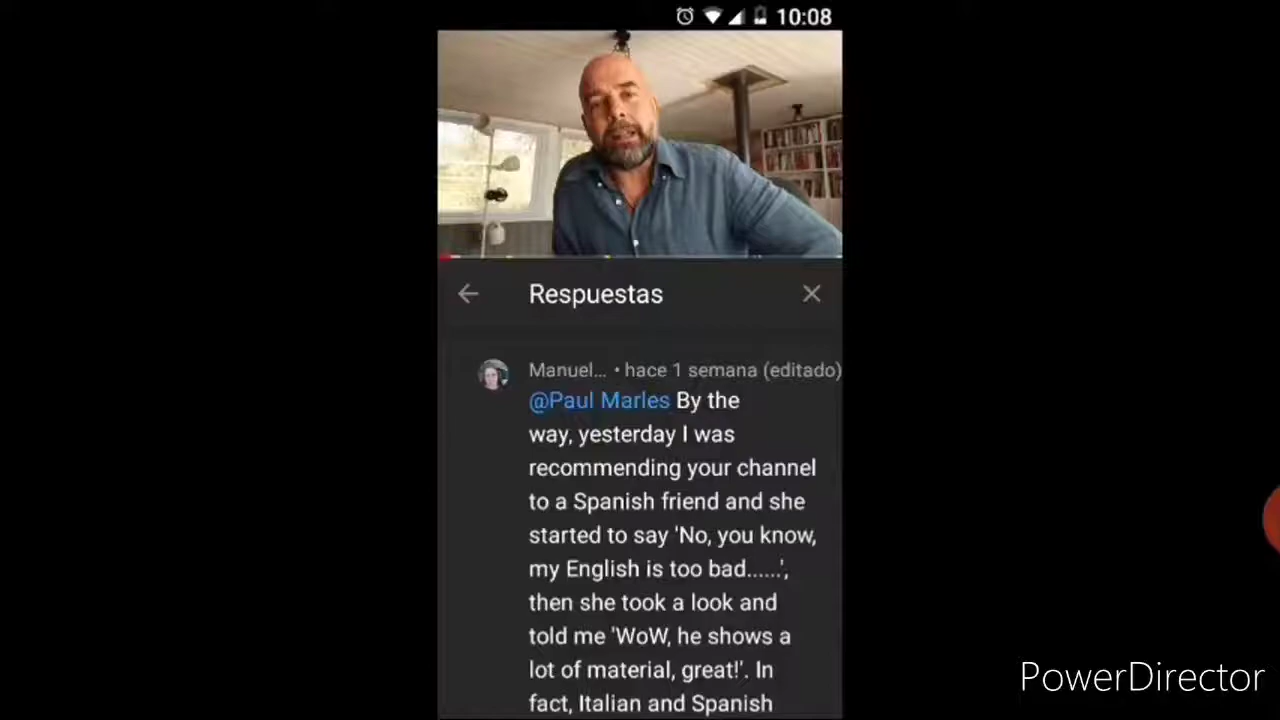 10:08
Respuestas
Manuel... • hace 1 semana (editado)
@Paul Marles By the
way, yesterday I was
recommending your channel
to a Spanish friend and she
started to say 'No, you know,
my English is too bad......',
then she took a look and
told me 'WoW, he shows a
lot of material, great!'. In
fact, Italian and Spanish
PowerDirector